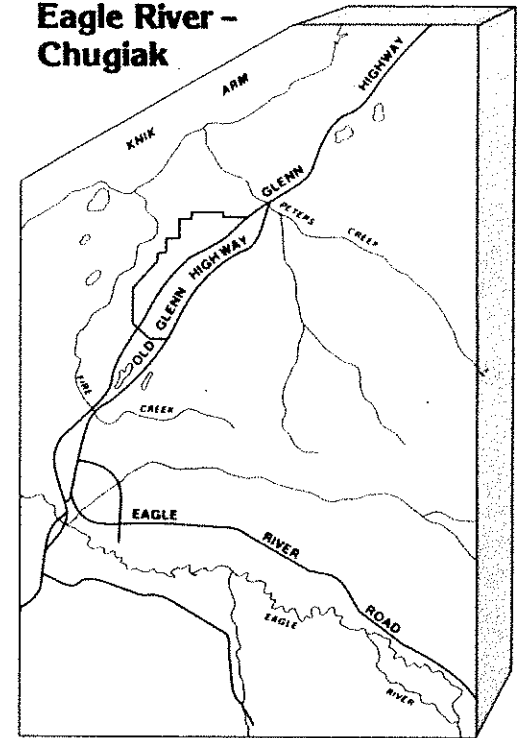 Eagle River –
Chugiak
KNIK ARM
GLENN HIGHWAY
PETERS CREEK
OLD GLENN HIGHWAY
FIRE CREEK
EAGLE RIVER ROAD
EAGLE RIVER